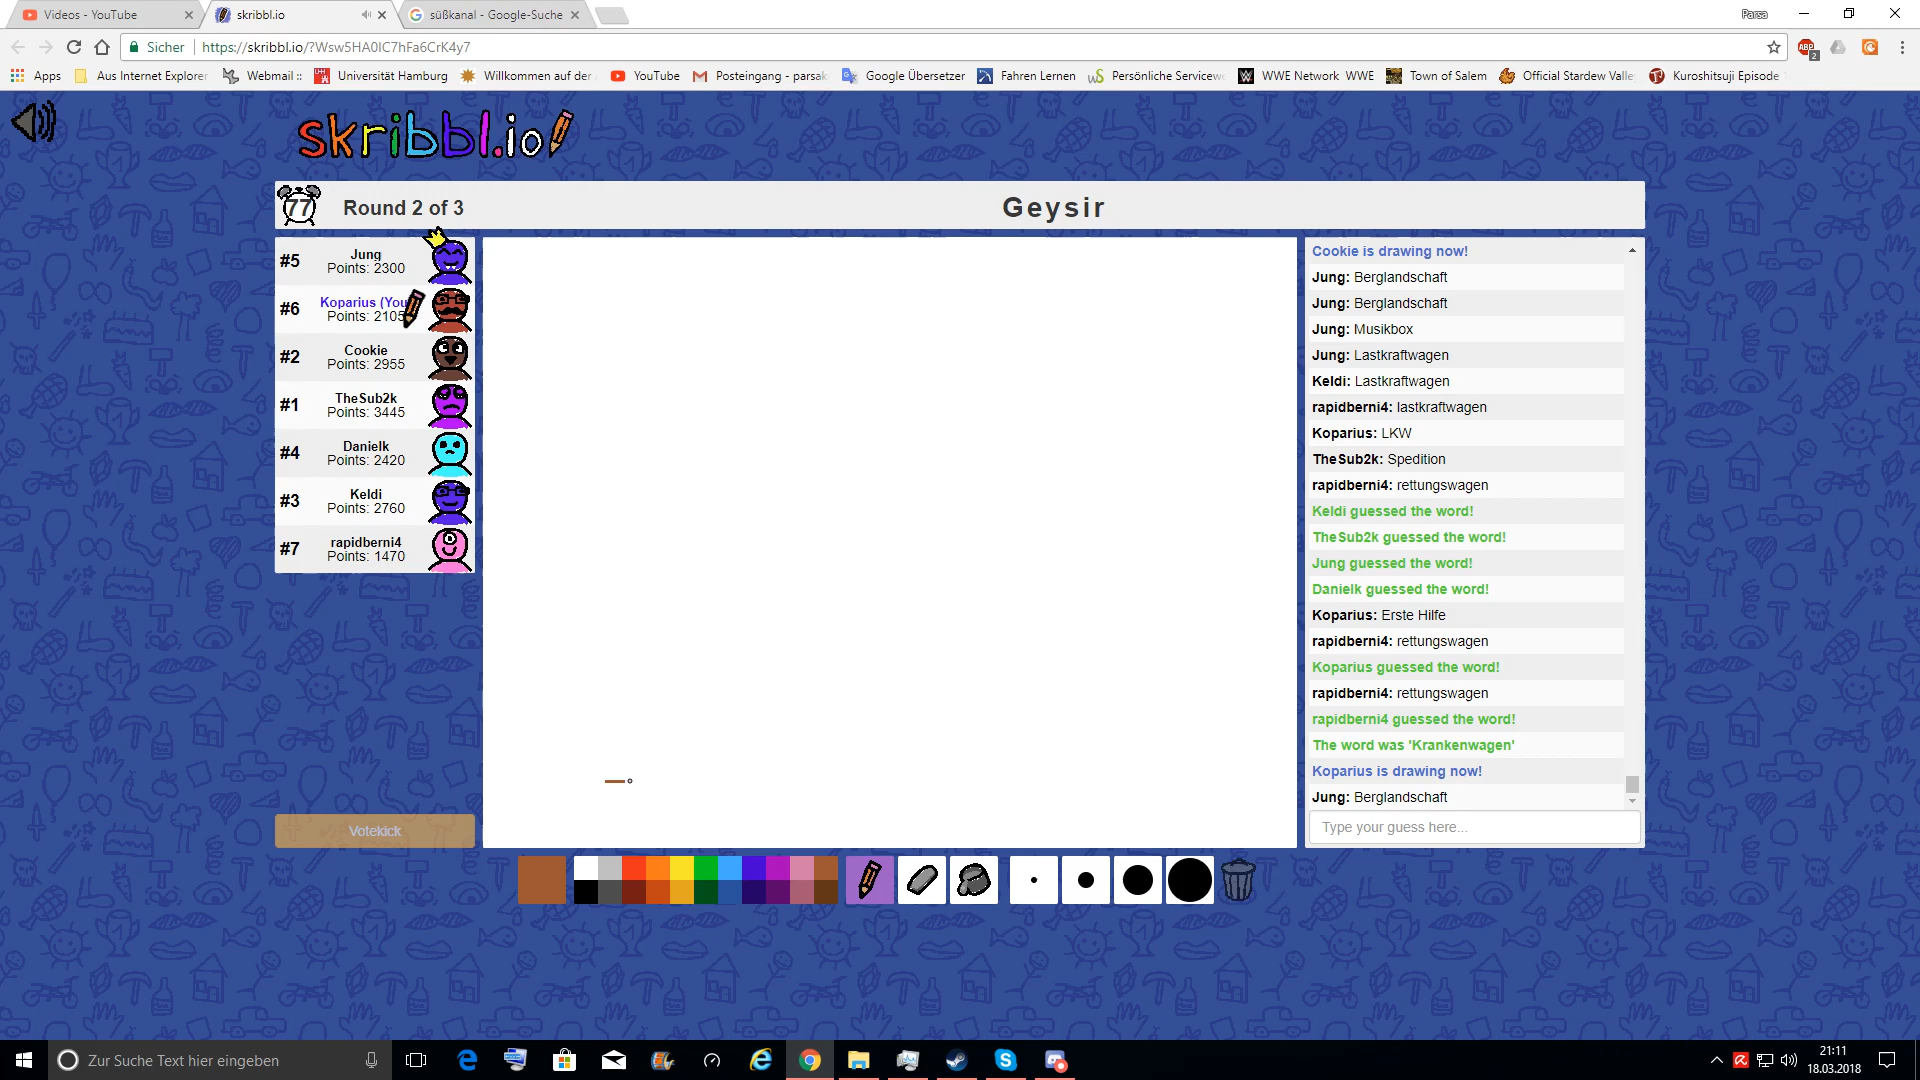 Videos - YouTube
skribbl.io
süßkanal - Google-Suche
Parsa
Sicher
https://skribbl.io/?Wsw5HA0IC7hFa6CrK4y7
ABP
2
Apps
Aus Internet Explorer
Webmail ::
Universität Hamburg
Willkommen auf der
YouTube
Posteingang - parsak
Google Übersetzer
Fahren Lernen
Persönliche Servicew
WWE Network WWE
Town of Salem
Official Stardew Valle
Kuroshitsuji Episode
skribbl.io
77
Round 2 of 3
Geysir
#5
Jung
Points: 2300
#6
Koparius (You
Points: 2105
#2
Cookie
Points: 2955
#1
TheSub2k
Points: 3445
#4
Danielk
Points: 2420
#3
Keldi
Points: 2760
#7
rapidberni4
Points: 1470
Votekick
Cookie is drawing now!
Jung: Berglandschaft
Jung: Berglandschaft
Jung: Musikbox
Jung: Lastkraftwagen
Keldi: Lastkraftwagen
rapidberni4: lastkraftwagen
Koparius: LKW
TheSub2k: Spedition
rapidberni4: rettungswagen
Keldi guessed the word!
TheSub2k guessed the word!
Jung guessed the word!
Danielk guessed the word!
Koparius: Erste Hilfe
rapidberni4: rettungswagen
Koparius guessed the word!
rapidberni4: rettungswagen
rapidberni4 guessed the word!
The word was 'Krankenwagen'
Koparius is drawing now!
Jung: Berglandschaft
Type your guess here...
Zur Suche Text hier eingeben
21:11
18.03.2018